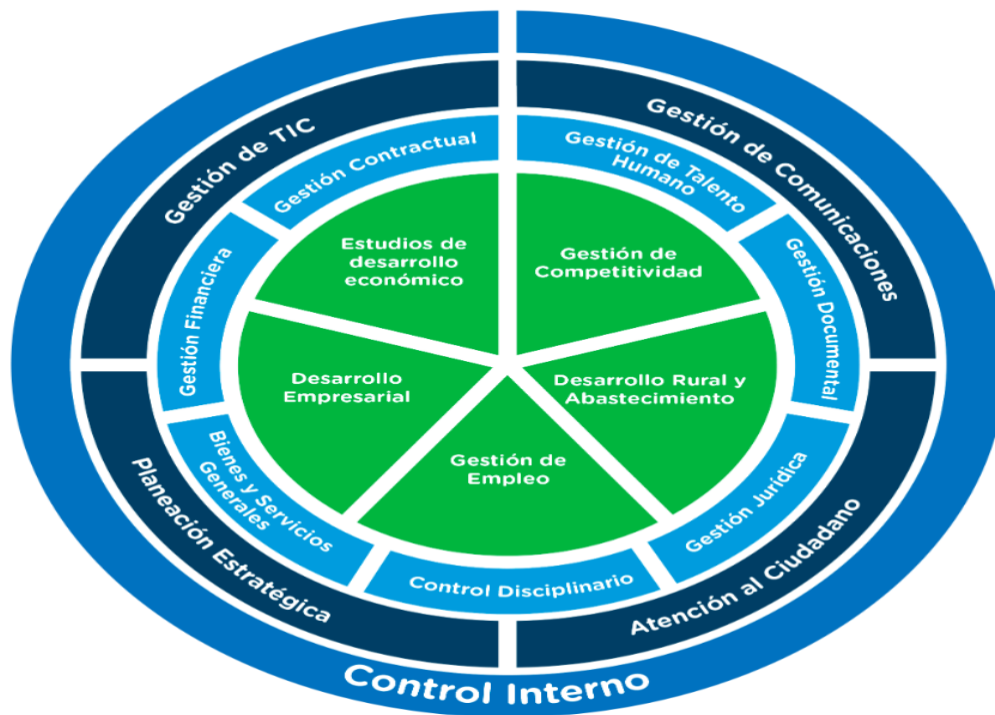 Gestión de TIC
Gestión de Comunicaciones
Gestión Contractual
Gestión de Talento
Humano
Gestión Financiera
Gestión Documental
Estudios de
desarrollo
económico
Gestión de
Competitividad
Desarrollo
Empresarial
Desarrollo Rural y
Abastecimiento
Gestión de
Empleo
Bienes y Servicios
Generales
Gestión Jurídica
Control Disciplinario
Planeación Estratégica
Atención al Ciudadano
Control Interno